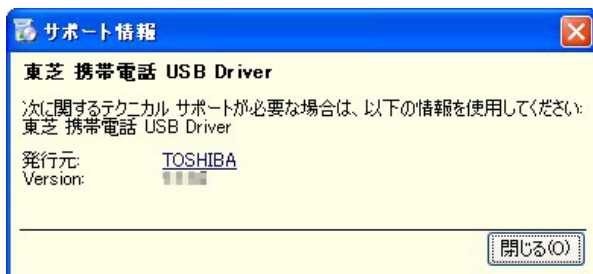 サポート情報
東芝 携帯電話 USB Driver
次に関するテクニカル サポートが必要な場合は、以下の情報を使用してください:
東芝 携帯電話 USB Driver
発行元: TOSHIBA
Version:
閉じる(O)